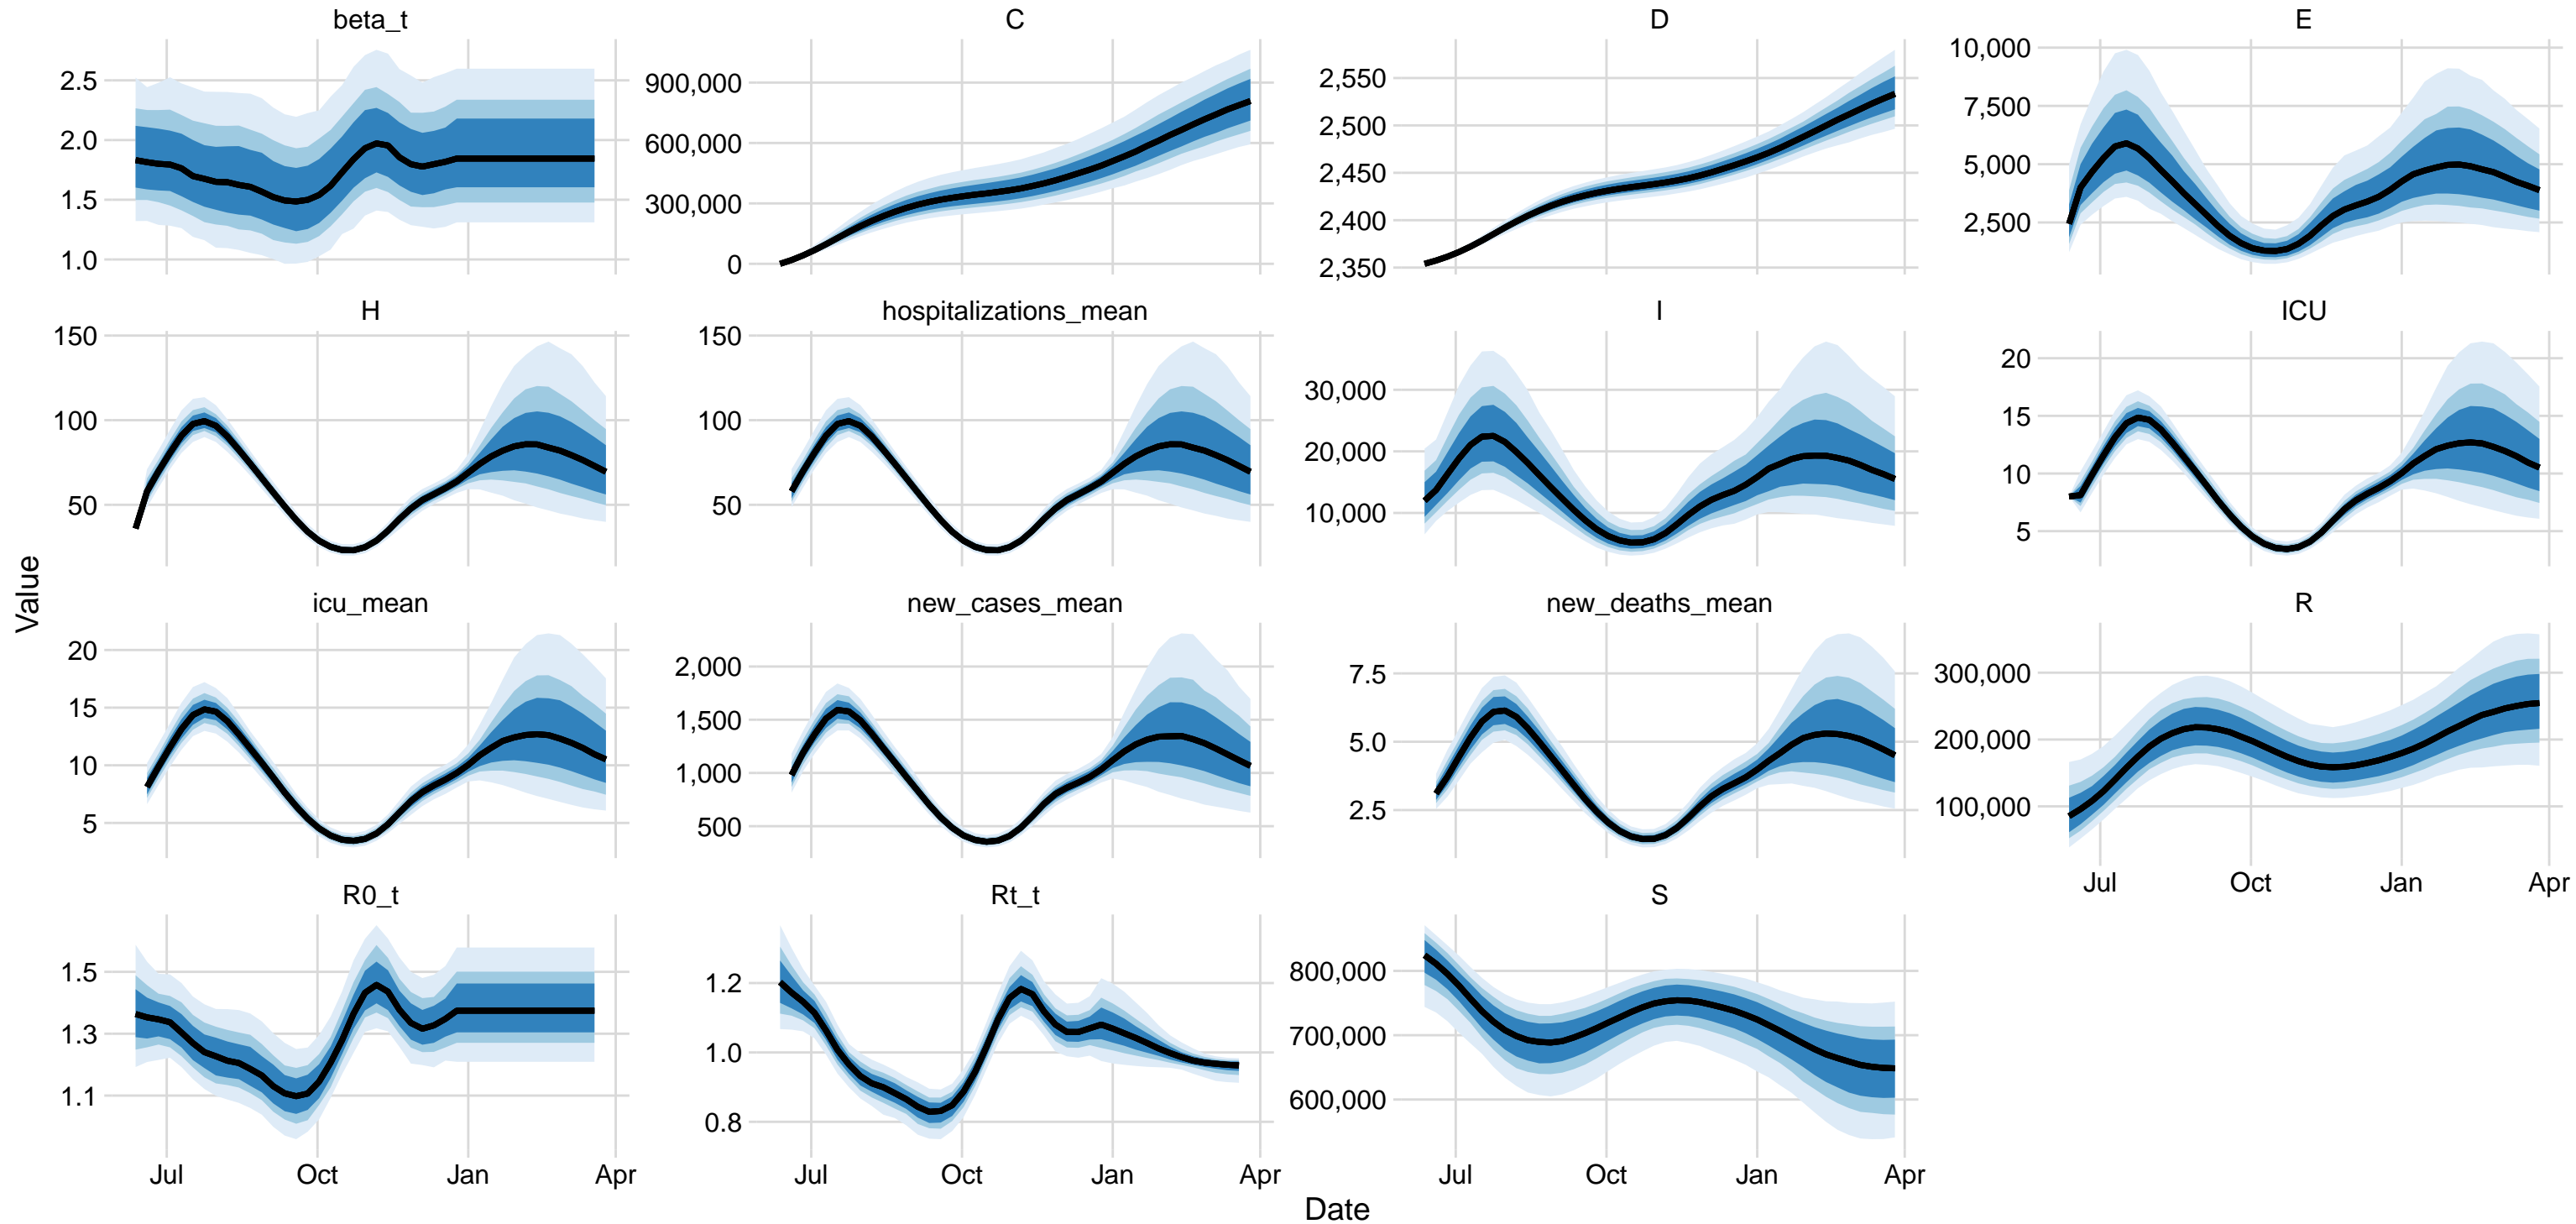 beta_t
C
D
E
2.5
2.0
1.5
1.0
900,000
600,000
300,000
0
2,550
2,500
2,450
2,400
2,350
10,000
7,500
5,000
2,500
H
hospitalizations_mean
I
ICU
150
100
50
150
100
50
30,000
20,000
10,000
20
15
10
5
icu_mean
new_cases_mean
new_deaths_mean
R
20
15
10
5
2,000
1,500
1,000
500
7.5
5.0
2.5
300,000
200,000
100,000
Jul Oct Jan Apr
R0_t
Rt_t
S
1.5
1.3
1.1
1.2
1.0
0.8
800,000
700,000
600,000
Jul Oct Jan Apr
Jul Oct Jan Apr
Jul Oct Jan Apr
Value
Date